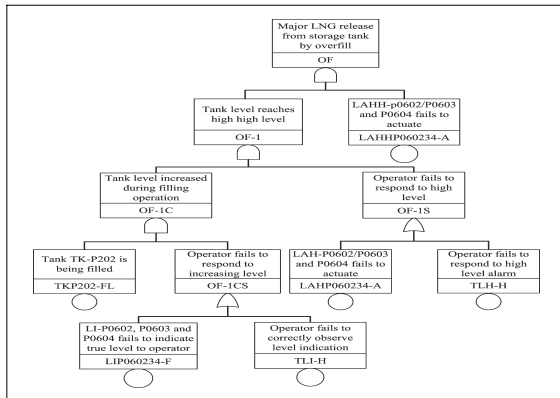 Major LNG release
from storage tank
by overfill
OF
Tank level reaches
high high level
OF-1
LAHH-p0602/P0603
and P0604 fails to
actuate
LAHHP060234-A
Tank level increased
during filling
operation
OF-1C
Operator fails to
respond to high
level
OF-1S
Tank TK-P202 is
being filled
TKP202-FL
Operator fails to
respond to
increasing level
OF-1CS
LAH-P0602/P0603
and P0604 fails to
actuate
LAHP060234-A
Operator fails to
respond to high
level alarm
TLH-H
LI-P0602, P0603 and
P0604 fails to indicate
true level to operator
LIP060234-F
Operator fails to
correctly observe
level indication
TLI-H